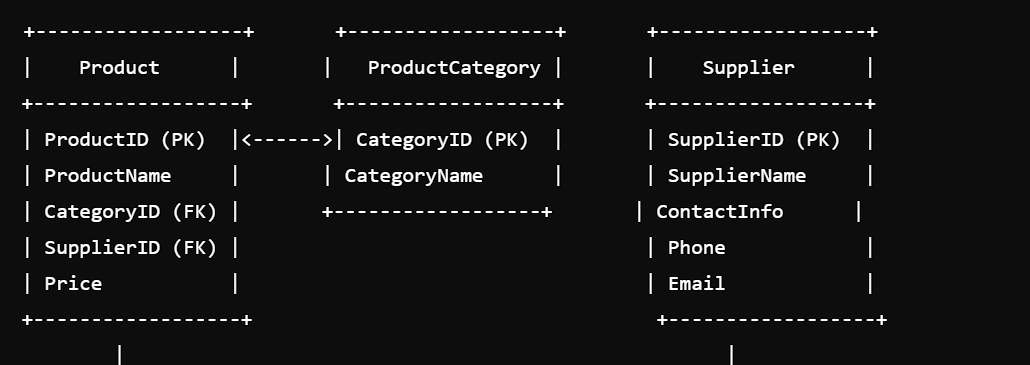 +------------------+       +------------------+       +------------------+
|    Product      |       |   ProductCategory |       |    Supplier      |
+------------------+       +------------------+       +------------------+
| ProductID (PK)  |<------>| CategoryID (PK)  |       | SupplierID (PK)  |
| ProductName     |       | CategoryName      |       | SupplierName     |
| CategoryID (FK) |       +------------------+       | ContactInfo      |
| SupplierID (FK) |                                  | Phone            |
| Price           |                                  | Email            |
+------------------+                                  +------------------+
        |                                                   |